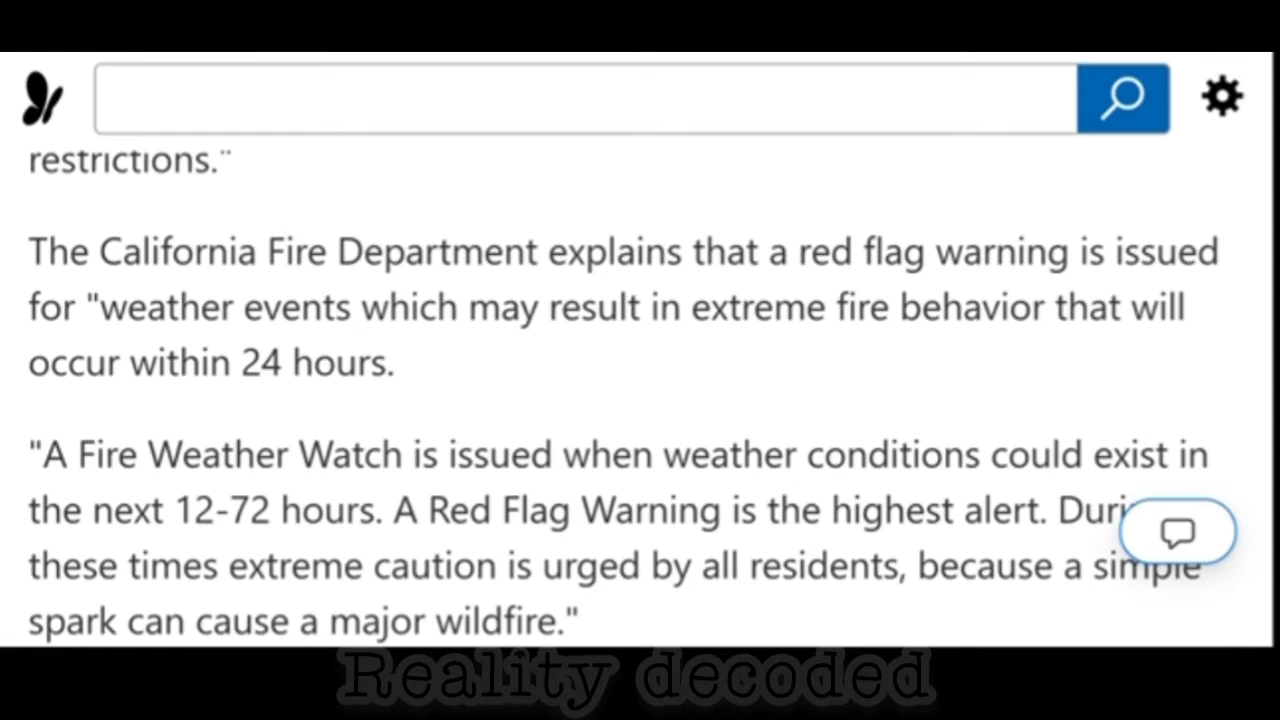 restrictions."
The California Fire Department explains that a red flag warning is issued
for "weather events which may result in extreme fire behavior that will
occur within 24 hours.
"A Fire Weather Watch is issued when weather conditions could exist in
the next 12-72 hours. A Red Flag Warning is the highest alert. Duri
these times extreme caution is urged by all residents, because a simple
spark can cause a major wildfire."
Reality decoded